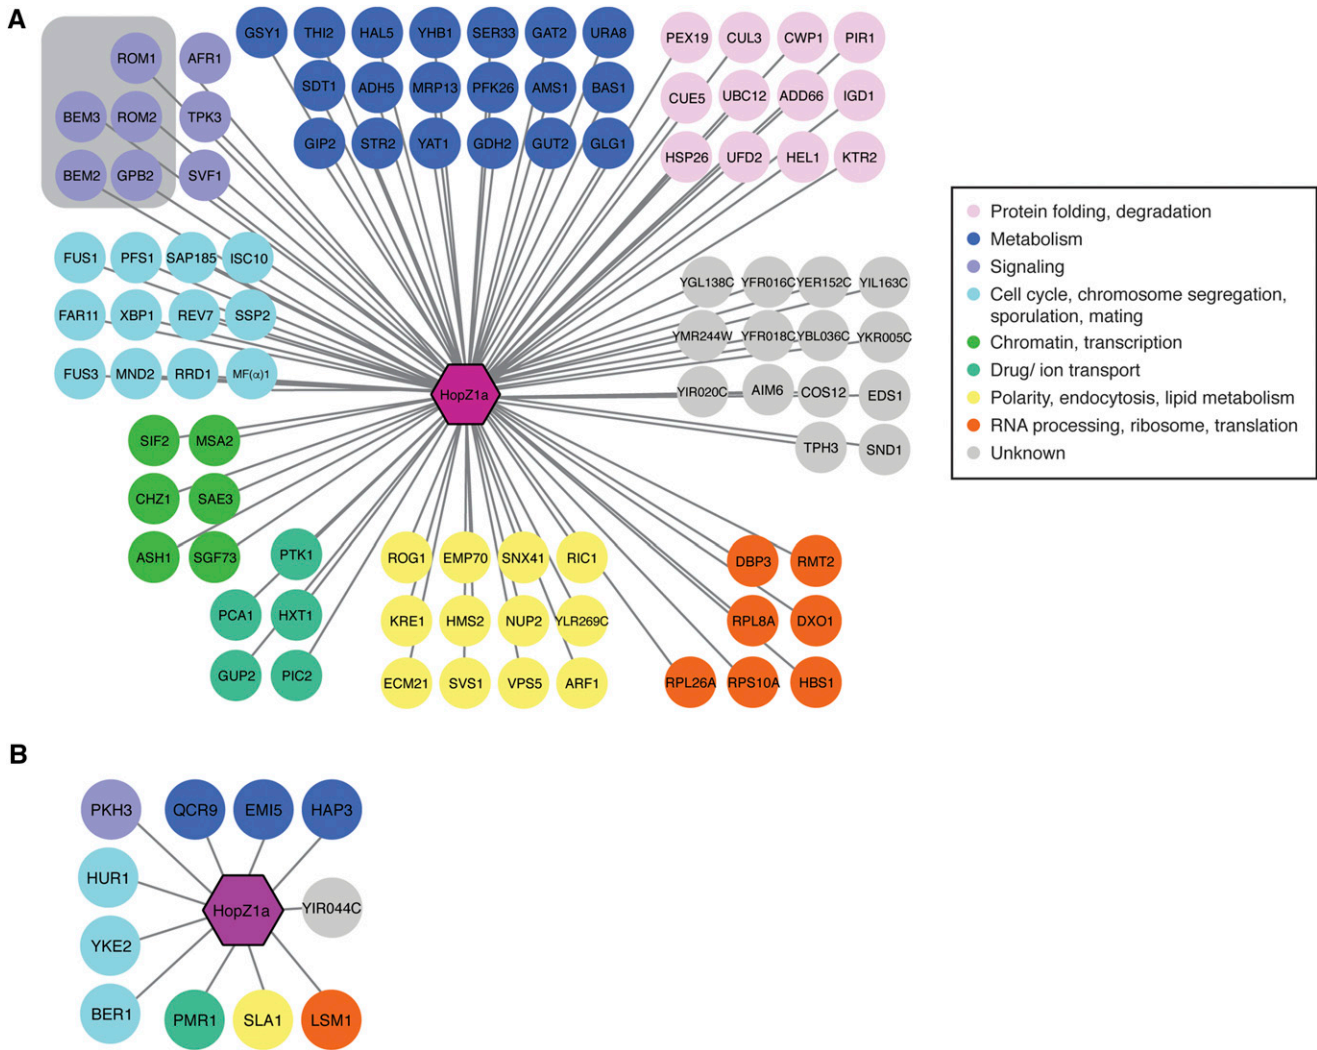 A
GSY1 THI2 HAL5 YHB1 SER33 GAT2 URA8
PEX19 CUL3 CWP1 PIR1
ROM1 AFR1
SDT1 ADH5 MRP13 PFK26 AMS1 BAS1
CUE5 UBC12 ADD66 IGD1
BEM3 ROM2 TPK3
GIP2 STR2 YAT1 GDH2 GUT2 GLG1
HSP26 UFD2 HEL1 KTR2
BEM2 GPB2 SVF1
FUS1 PFS1 SAP185 ISC10
YGL138C YFR016C YER152C YIL163C
FAR11 XBP1 REV7 SSP2
YMR244W YFR018C YBL036C YKR005C
FUS3 MND2 RRD1 MF(α)1
HopZ1a
YIR020C AIM6 COS12 EDS1
SIF2 MSA2
TPH3 SND1
CHZ1 SAE3
ASH1 SGF73
PTK1
ROG1 EMP70 SNX41 RIC1
DBP3 RMT2
PCA1 HXT1
KRE1 HMS2 NUP2 YLR269C
RPL8A DXO1
GUP2 PIC2
ECM21 SVS1 VPS5 ARF1
RPL26A RPS10A HBS1
Protein folding, degradation
Metabolism
Signaling
Cell cycle, chromosome segregation,
sporulation, mating
Chromatin, transcription
Drug/ ion transport
Polarity, endocytosis, lipid metabolism
RNA processing, ribosome, translation
Unknown
B
PKH3 QCR9 EMI5 HAP3
HUR1
HopZ1a
YIR044C
YKE2
BER1 PMR1 SLA1 LSM1